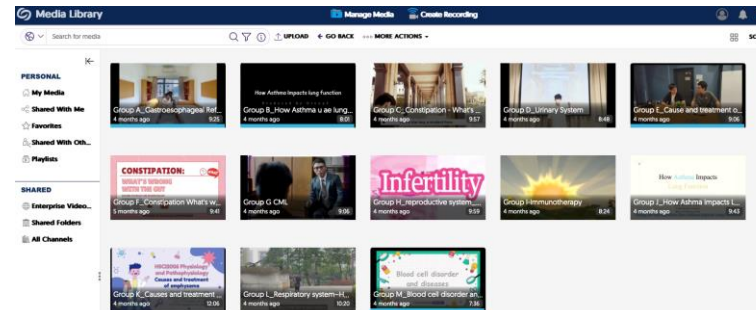 Media Library
Manage Media
Create Recording
Search for media
UPLOAD
GO BACK
MORE ACTIONS
PERSONAL
My Media
Shared With Me
Favorites
Shared With Oth...
Playlists
SHARED
Enterprise Video...
Shared Folders
All Channels
Group A_Gastroesophageal Ref...
4 months ago 9:25
How Asthma Impacts lung function
Group B_How Asthma u ae lung...
4 months ago 8:01
Group C_ Constipation - What's...
4 months ago 9:57
Group D_Urinary System
4 months ago 8:48
Group E_Cause and treatment o...
4 months ago 9:06
CONSTIPATION:
WHAT'S WRONG
WITH THE GUT
Group F_Constipation What's w...
5 months ago 9:41
Group G CML
4 months ago 9:06
Infertility
Group H_reproductive system_...
4 months ago 9:59
Group I-Immunotherapy
4 months ago 8:24
How Asthma Impacts
Lung Function
Group J_How Ashma Impacts L...
4 months ago 9:43
Physiology
and Pathophysiology
Causes and treatment
of emphysema
Group K_Causes and treatment ...
4 months ago 12:06
Group L_Respiratory system-H...
4 months ago 10:20
Blood cell disorder
and diseases
Group M_Blood cell disorder an...
4 months ago 7:36